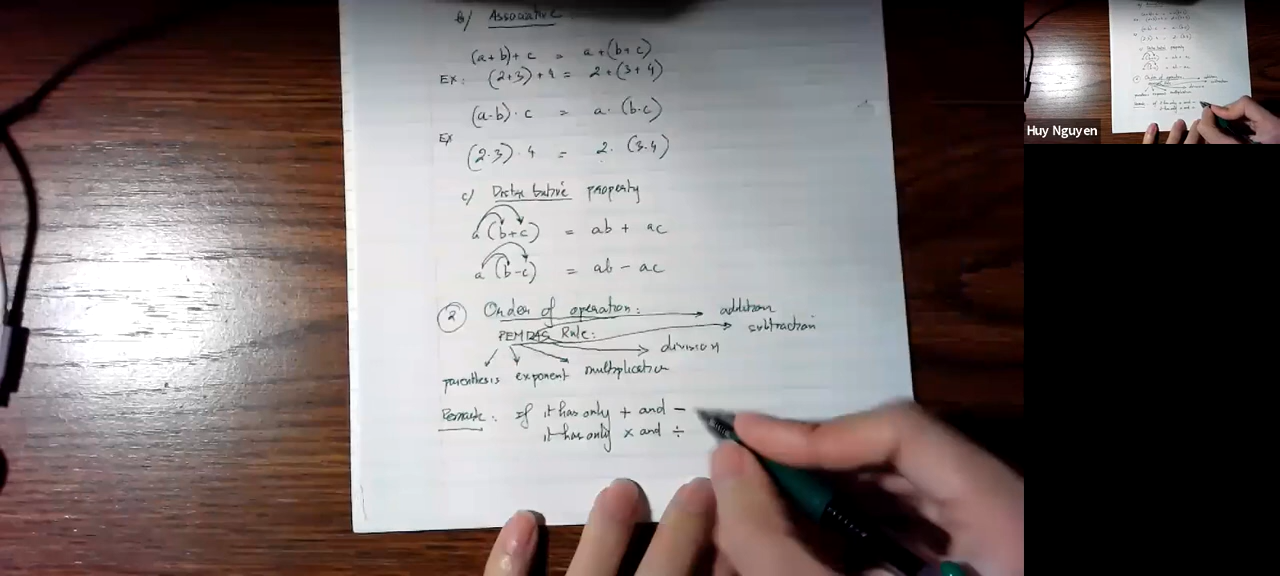 b/ Associative
(a+b)+c = a+(b+c)
Ex: (2+3)+4 = 2+(3+4)
(a·b)·c = a·(b·c)
Ex
(2·3)·4 = 2·(3·4)
c/ Distributive property
a(b+c) = ab + ac
a(b-c) = ab - ac
② Order of operation: addition
PEMDAS Rule: subtraction
division
parenthesis exponent multiplication
Remark: If it has only + and -
it has only × and ÷
Huy Nguyen